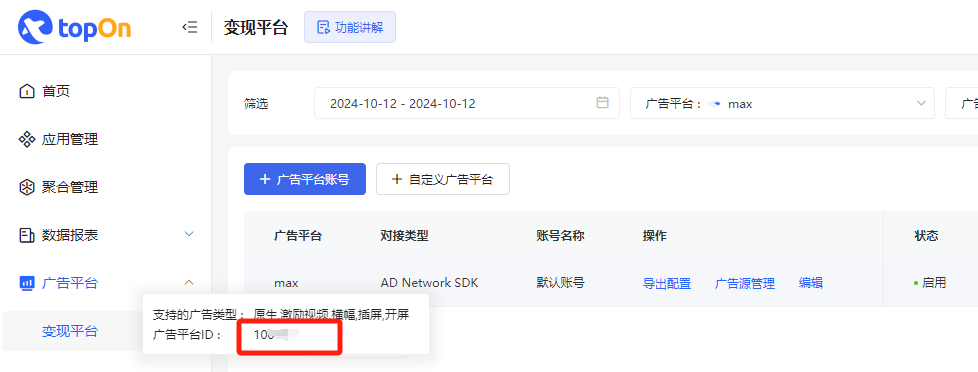 topOn
变现平台
功能讲解
首页
应用管理
聚合管理
数据报表
广告平台
变现平台
筛选
2024-10-12 - 2024-10-12
广告平台： max
+ 广告平台账号
+ 自定义广告平台
广告平台 对接类型 账号名称 操作 状态
max AD Network SDK 默认账号 导出配置 广告源管理 编辑 启用
支持的广告类型： 原生,激励视频,横幅,插屏,开屏
广告平台ID：